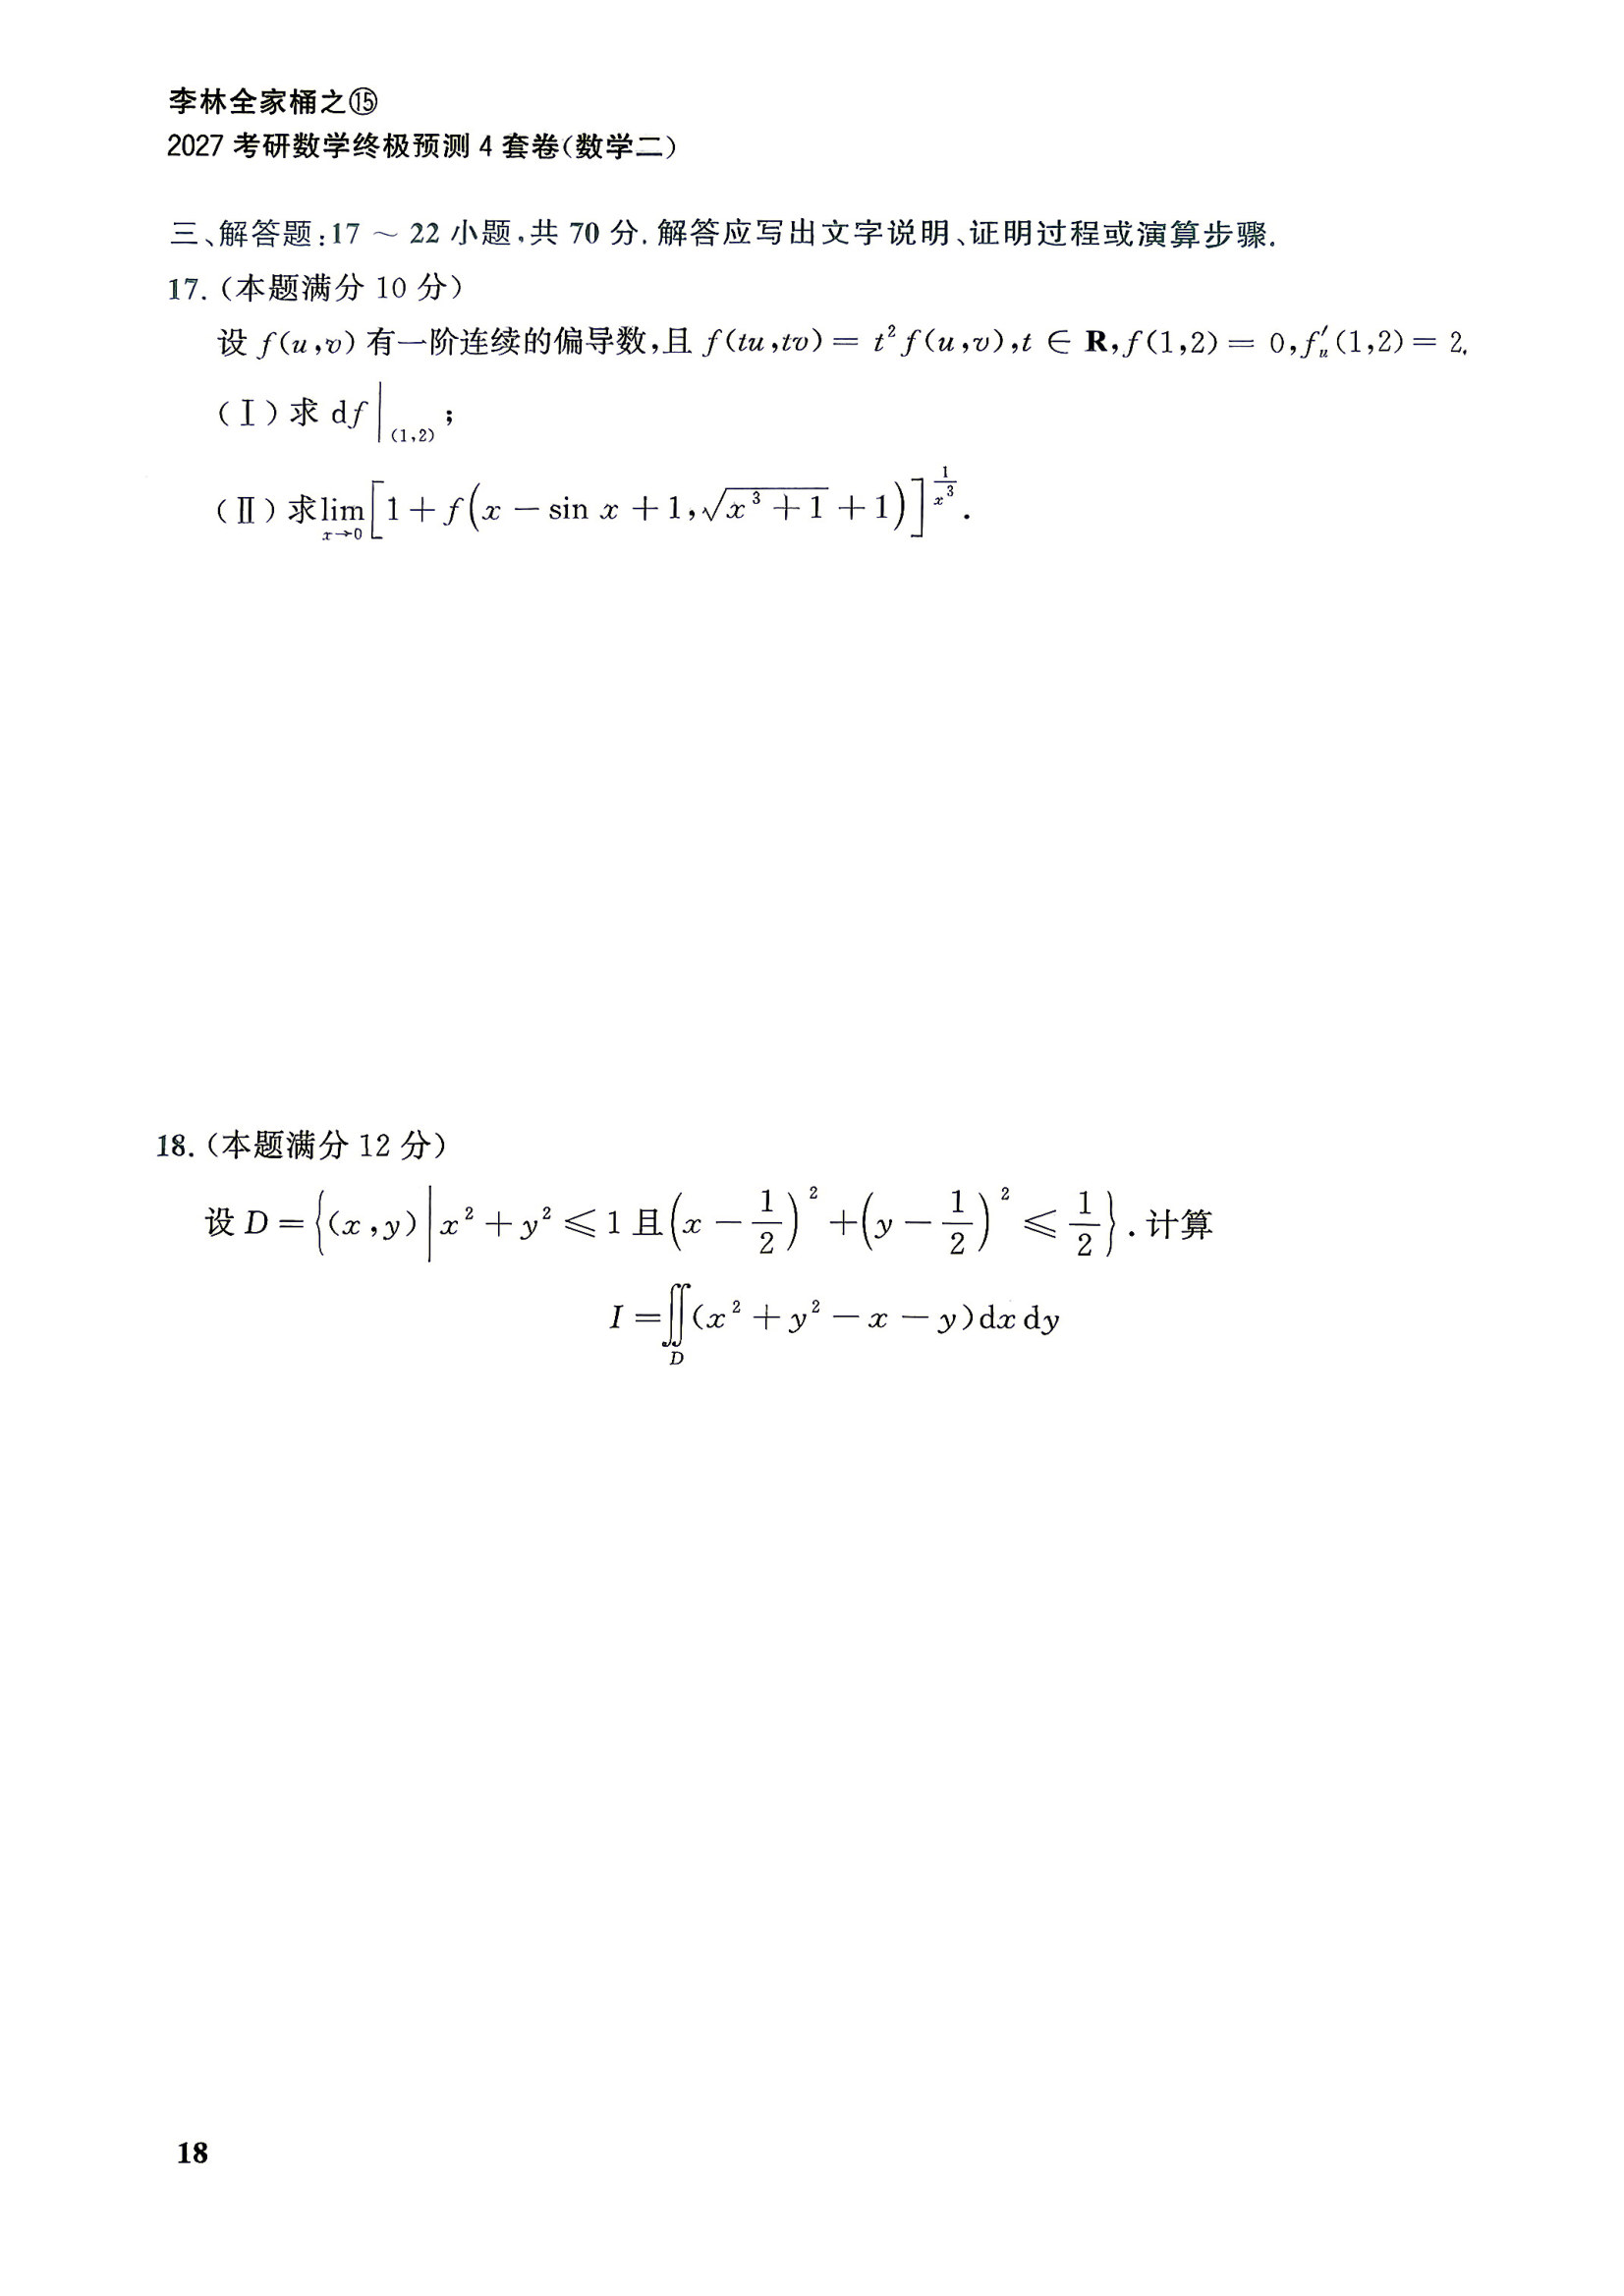 李林全家桶之⑮
2027 考研数学终极预测 4 套卷(数学二)
三、解答题:17 ～ 22 小题,共 70 分. 解答应写出文字说明、证明过程或演算步骤.
17. (本题满分 10 分)
设 f(u,v) 有一阶连续的偏导数,且 f(tu,tv) = t²f(u,v),t ∈ R,f(1,2) = 0,f′ᵤ(1,2) = 2.
(Ⅰ) 求 df|₍₁,₂₎;
(Ⅱ) 求 lim_{x→0} [1 + f(x − sin x + 1, √(x³ + 1) + 1)]^{1/x³}.
18. (本题满分 12 分)
设 D = {(x,y) | x² + y² ≤ 1 且 (x − 1/2)² + (y − 1/2)² ≤ 1/2}. 计算
I = ∬_D (x² + y² − x − y)dx dy
18